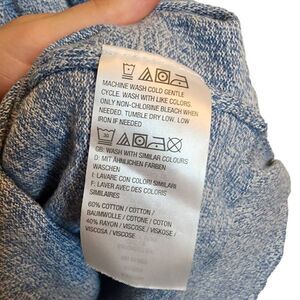 MACHINE WASH COLD GENTLE
CYCLE. WASH WITH LIKE COLORS.
ONLY NON-CHLORINE BLEACH WHEN
NEEDED. TUMBLE DRY LOW. LOW
IRON IF NEEDED
GB: WASH WITH SIMILAR COLOURS
D: MIT ÄHNLICHEN FARBEN
WASCHEN
I: LAVARE CON COLORI SIMILARI
F: LAVER AVEC DES COLORIS
SIMILAIRES
60% COTTON / COTTON /
BAUMWOLLE / COTONE / COTON
40% RAYON / VISCOSE / VISKOSE /
VISCOSA / VISCOSE